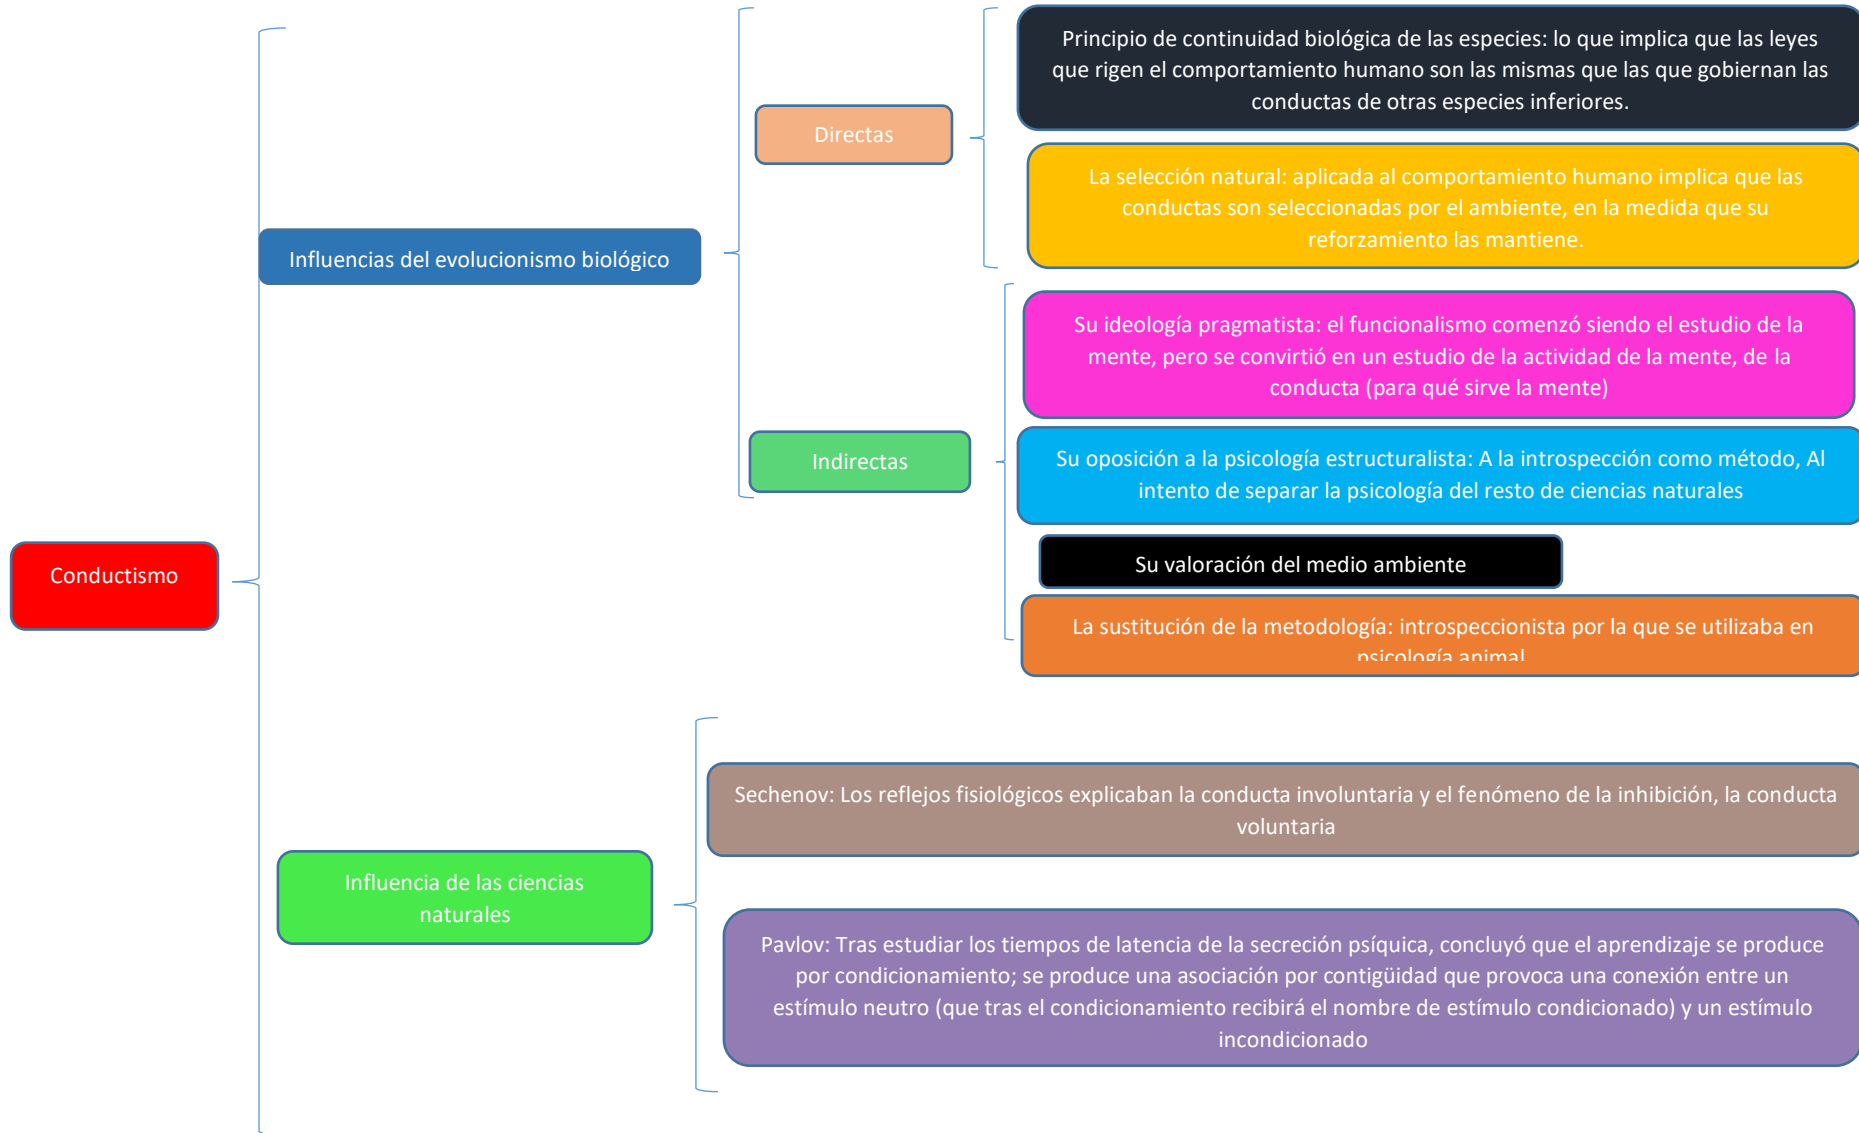 Principio de continuidad biológica de las especies: lo que implica que las leyes
que rigen el comportamiento humano son las mismas que las que gobiernan las
conductas de otras especies inferiores.
Directas
La selección natural: aplicada al comportamiento humano implica que las
conductas son seleccionadas por el ambiente, en la medida que su
reforzamiento las mantiene.
Influencias del evolucionismo biológico
Su ideología pragmatista: el funcionalismo comenzó siendo el estudio de la
mente, pero se convirtió en un estudio de la actividad de la mente, de la
conducta (para qué sirve la mente)
Indirectas
Su oposición a la psicología estructuralista: A la introspección como método, Al
intento de separar la psicología del resto de ciencias naturales
Conductismo
Su valoración del medio ambiente
La sustitución de la metodología: introspeccionista por la que se utilizaba en
psicología animal
Sechenov: Los reflejos fisiológicos explicaban la conducta involuntaria y el fenómeno de la inhibición, la conducta
voluntaria
Influencia de las ciencias
naturales
Pavlov: Tras estudiar los tiempos de latencia de la secreción psíquica, concluyó que el aprendizaje se produce
por condicionamiento; se produce una asociación por contigüidad que provoca una conexión entre un
estímulo neutro (que tras el condicionamiento recibirá el nombre de estímulo condicionado) y un estímulo
incondicionado